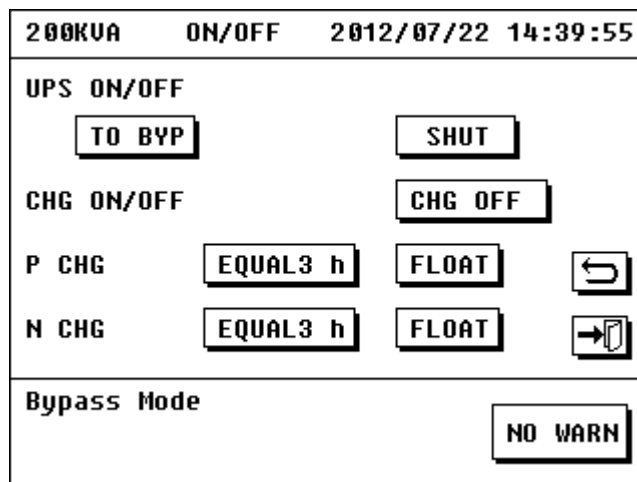 200KVA ON/OFF 2012/07/22 14:39:55
UPS ON/OFF
TO BYP SHUT
CHG ON/OFF CHG OFF
P CHG EQUAL3 h FLOAT
N CHG EQUAL3 h FLOAT
Bypass Mode
NO WARN